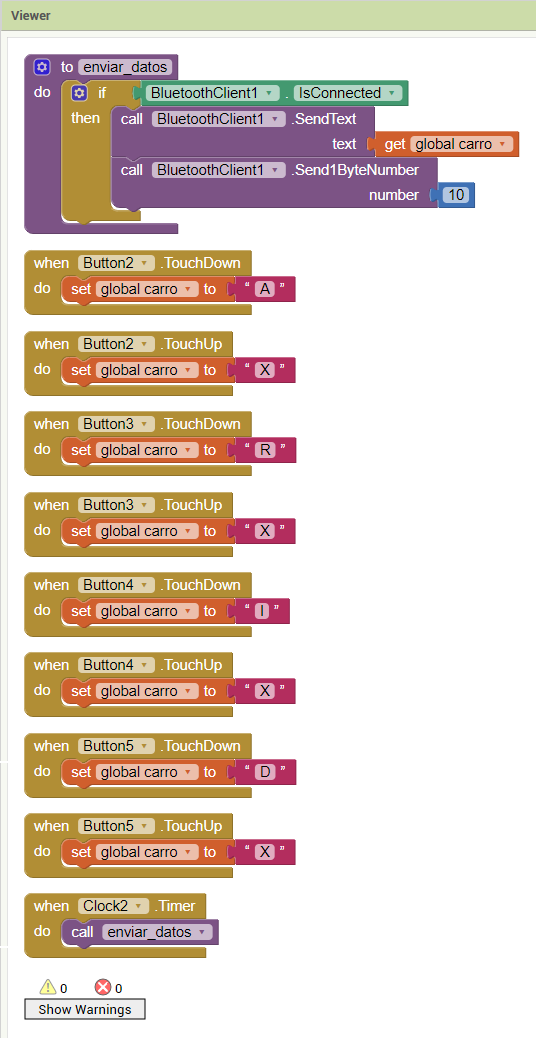 Viewer
to enviar_datos
do if BluetoothClient1 . IsConnected
then call BluetoothClient1 .SendText
text get global carro
call BluetoothClient1 .Send1ByteNumber
number 10
when Button2 .TouchDown
do set global carro to “ A ”
when Button2 .TouchUp
do set global carro to “ X ”
when Button3 .TouchDown
do set global carro to “ R ”
when Button3 .TouchUp
do set global carro to “ X ”
when Button4 .TouchDown
do set global carro to “ I ”
when Button4 .TouchUp
do set global carro to “ X ”
when Button5 .TouchDown
do set global carro to “ D ”
when Button5 .TouchUp
do set global carro to “ X ”
when Clock2 .Timer
do call enviar_datos
0 0
Show Warnings